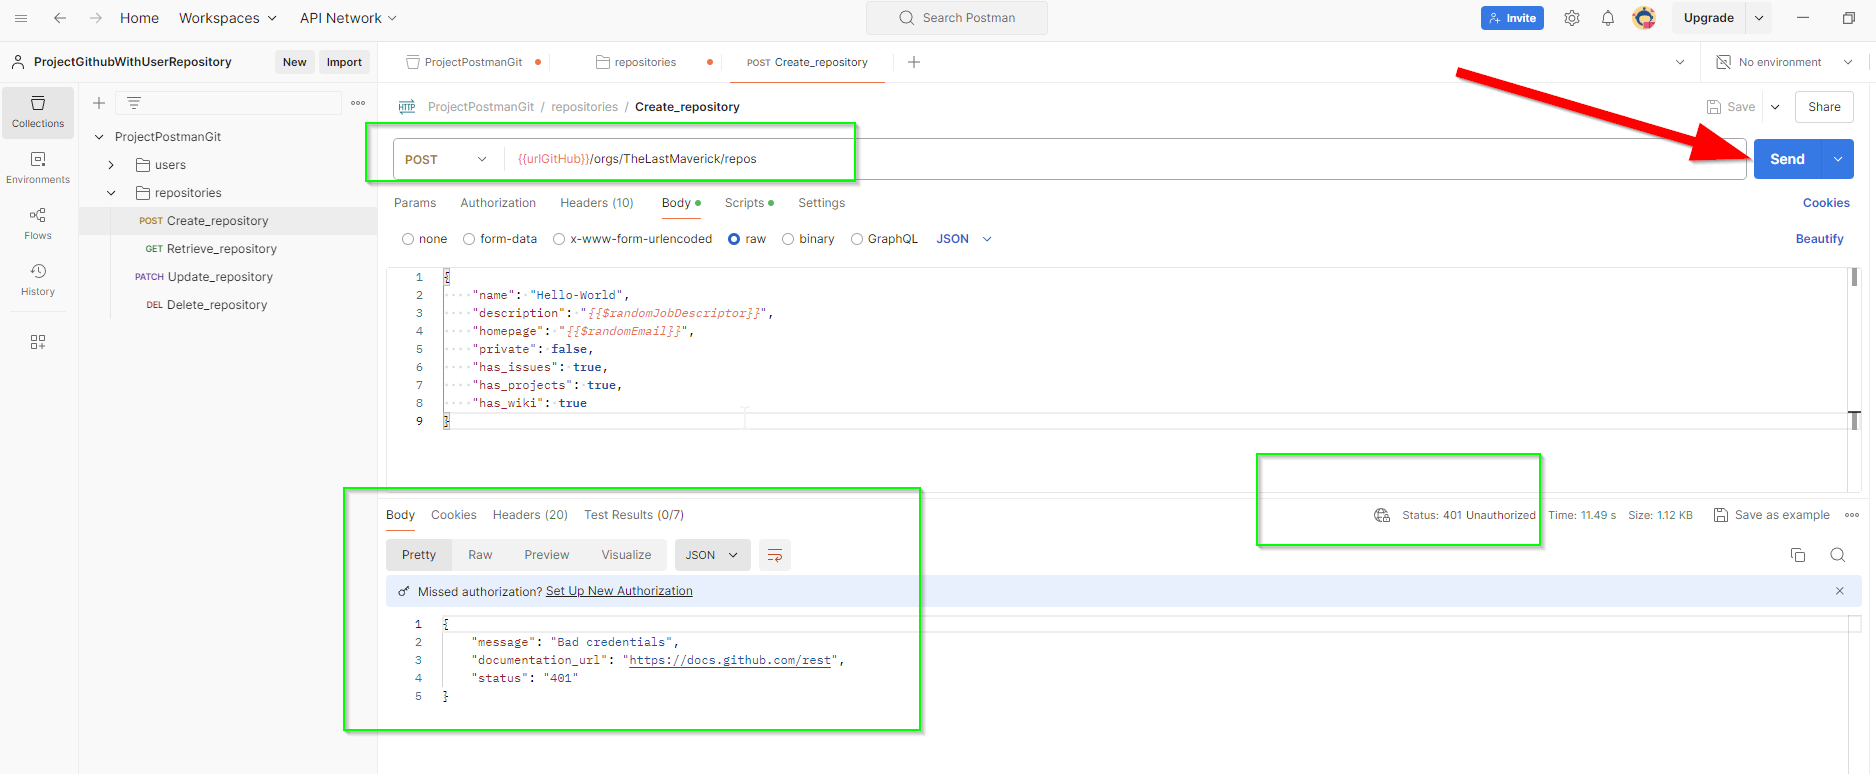 Home Workspaces API Network Search Postman Invite Upgrade
ProjectGithubWithUserRepository New Import ProjectPostmanGit repositories POST Create_repository No environment
Collections
Environments
Flows
History
ProjectPostmanGit
users
repositories
POST Create_repository
GET Retrieve_repository
PATCH Update_repository
DEL Delete_repository
HTTP ProjectPostmanGit / repositories / Create_repository Save Share
POST {{urlGitHub}}/orgs/TheLastMaverick/repos Send
Params Authorization Headers (10) Body Scripts Settings Cookies
none form-data x-www-form-urlencoded raw binary GraphQL JSON Beautify
1 {
2 "name": "Hello-World",
3 "description": "{{$randomJobDescriptor}}",
4 "homepage": "{{$randomEmail}}",
5 "private": false,
6 "has_issues": true,
7 "has_projects": true,
8 "has_wiki": true
9 }
Body Cookies Headers (20) Test Results (0/7) Status: 401 Unauthorized Time: 11.49 s Size: 1.12 KB Save as example
Pretty Raw Preview Visualize JSON
Missed authorization? Set Up New Authorization
1 {
2 "message": "Bad credentials",
3 "documentation_url": "https://docs.github.com/rest",
4 "status": "401"
5 }